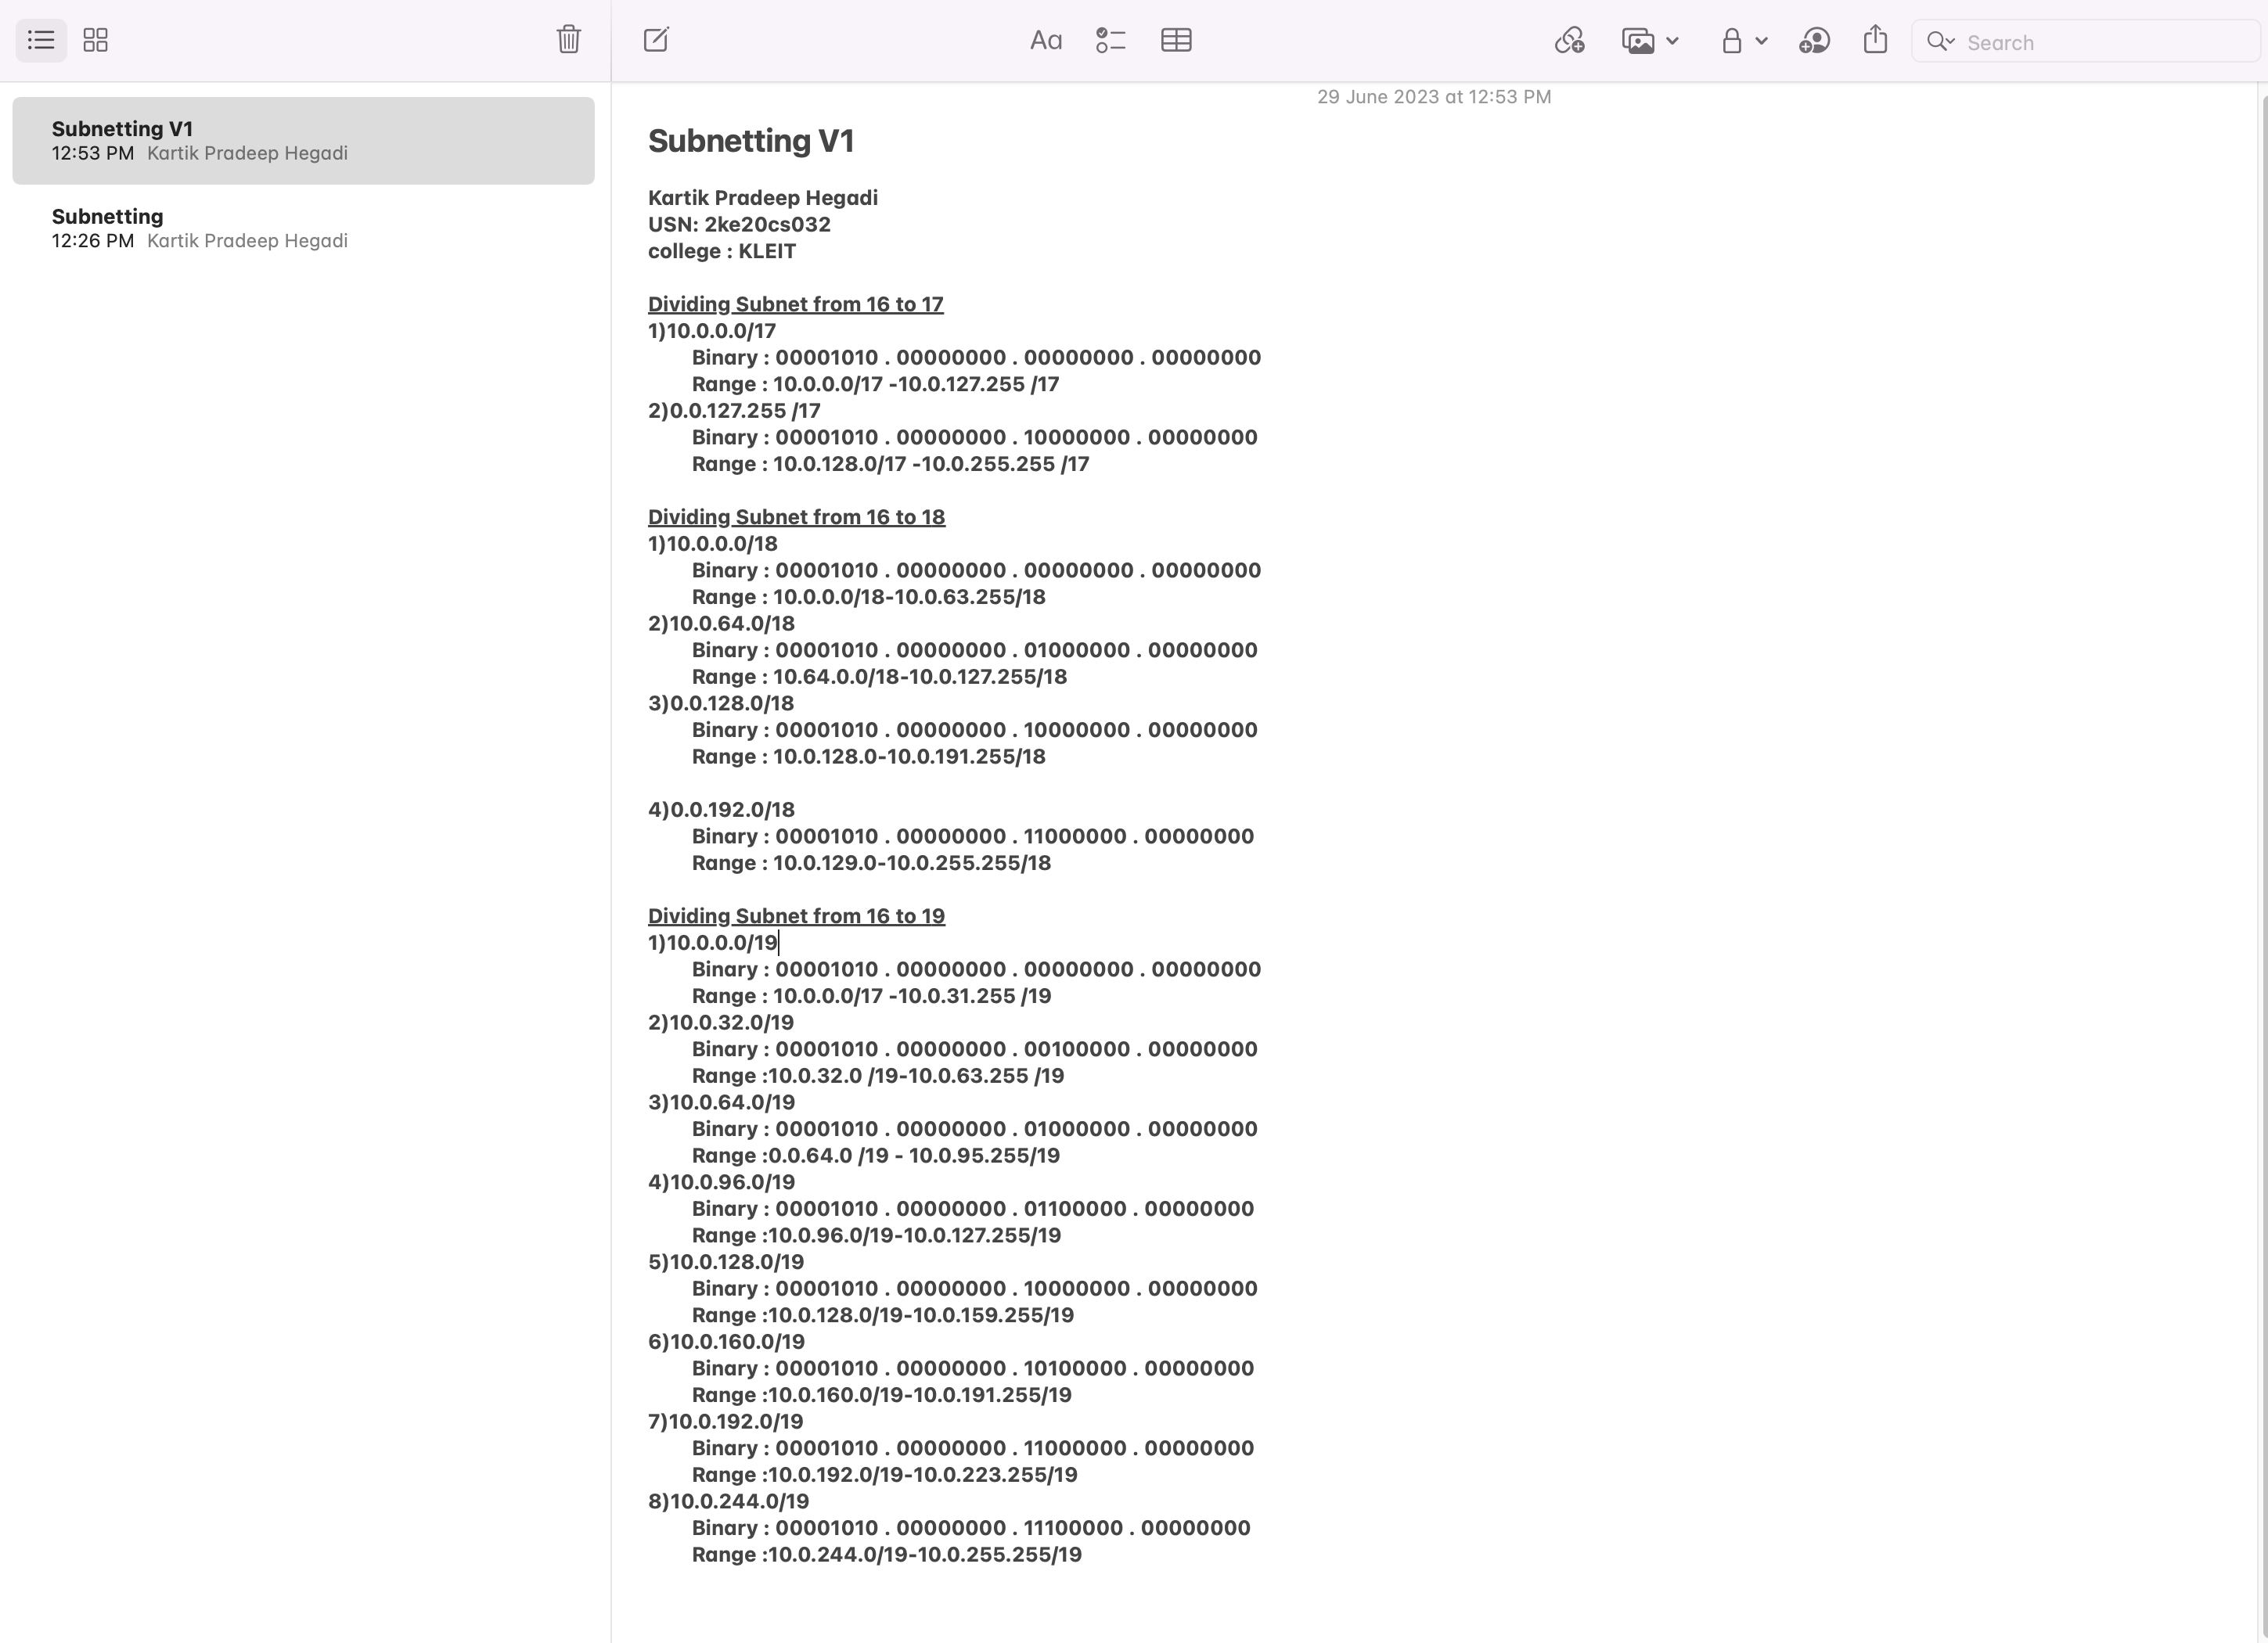 Search
Subnetting V1
12:53 PM Kartik Pradeep Hegadi
Subnetting
12:26 PM Kartik Pradeep Hegadi
Aa
29 June 2023 at 12:53 PM
Subnetting V1
Kartik Pradeep Hegadi
USN: 2ke20cs032
college : KLEIT
Dividing Subnet from 16 to 17
1)10.0.0.0/17
Binary : 00001010 . 00000000 . 00000000 . 00000000
Range : 10.0.0.0/17 -10.0.127.255 /17
2)0.0.127.255 /17
Binary : 00001010 . 00000000 . 10000000 . 00000000
Range : 10.0.128.0/17 -10.0.255.255 /17
Dividing Subnet from 16 to 18
1)10.0.0.0/18
Binary : 00001010 . 00000000 . 00000000 . 00000000
Range : 10.0.0.0/18-10.0.63.255/18
2)10.0.64.0/18
Binary : 00001010 . 00000000 . 01000000 . 00000000
Range : 10.64.0.0/18-10.0.127.255/18
3)0.0.128.0/18
Binary : 00001010 . 00000000 . 10000000 . 00000000
Range : 10.0.128.0-10.0.191.255/18
4)0.0.192.0/18
Binary : 00001010 . 00000000 . 11000000 . 00000000
Range : 10.0.129.0-10.0.255.255/18
Dividing Subnet from 16 to 19
1)10.0.0.0/19
Binary : 00001010 . 00000000 . 00000000 . 00000000
Range : 10.0.0.0/17 -10.0.31.255 /19
2)10.0.32.0/19
Binary : 00001010 . 00000000 . 00100000 . 00000000
Range :10.0.32.0 /19-10.0.63.255 /19
3)10.0.64.0/19
Binary : 00001010 . 00000000 . 01000000 . 00000000
Range :0.0.64.0 /19 - 10.0.95.255/19
4)10.0.96.0/19
Binary : 00001010 . 00000000 . 01100000 . 00000000
Range :10.0.96.0/19-10.0.127.255/19
5)10.0.128.0/19
Binary : 00001010 . 00000000 . 10000000 . 00000000
Range :10.0.128.0/19-10.0.159.255/19
6)10.0.160.0/19
Binary : 00001010 . 00000000 . 10100000 . 00000000
Range :10.0.160.0/19-10.0.191.255/19
7)10.0.192.0/19
Binary : 00001010 . 00000000 . 11000000 . 00000000
Range :10.0.192.0/19-10.0.223.255/19
8)10.0.244.0/19
Binary : 00001010 . 00000000 . 11100000 . 00000000
Range :10.0.244.0/19-10.0.255.255/19